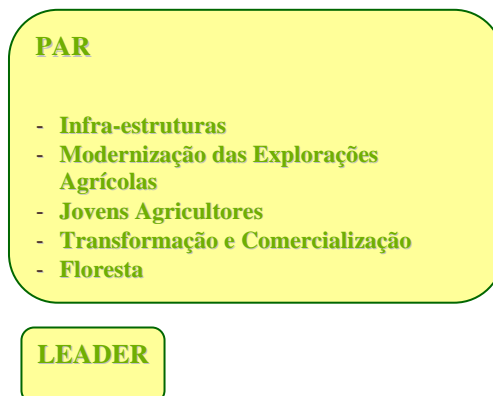 PAR
- Infra-estruturas
- Modernização das Explorações
Agrícolas
- Jovens Agricultores
- Transformação e Comercialização
- Floresta
LEADER